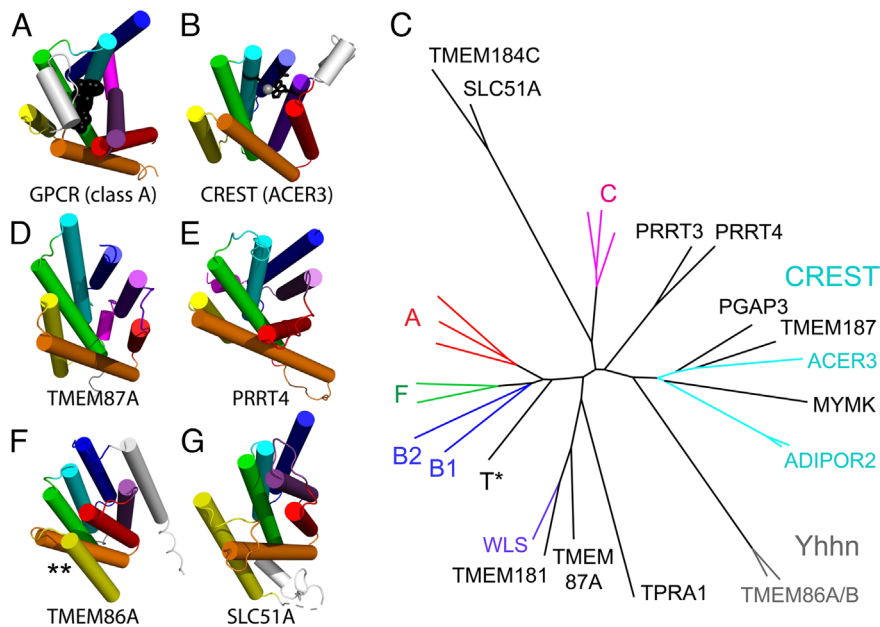 A
B
C
GPCR (class A)
CREST (ACER3)
D
E
TMEM87A
PRRT4
F
G
**
TMEM86A
SLC51A
TMEM184C
SLC51A
C
PRRT3
PRRT4
CREST
PGAP3
TMEM187
A
ACER3
F
MYMK
B2
B1
ADIPOR2
T*
WLS
TMEM181
TMEM
87A
TPRA1
Yhhn
TMEM86A/B